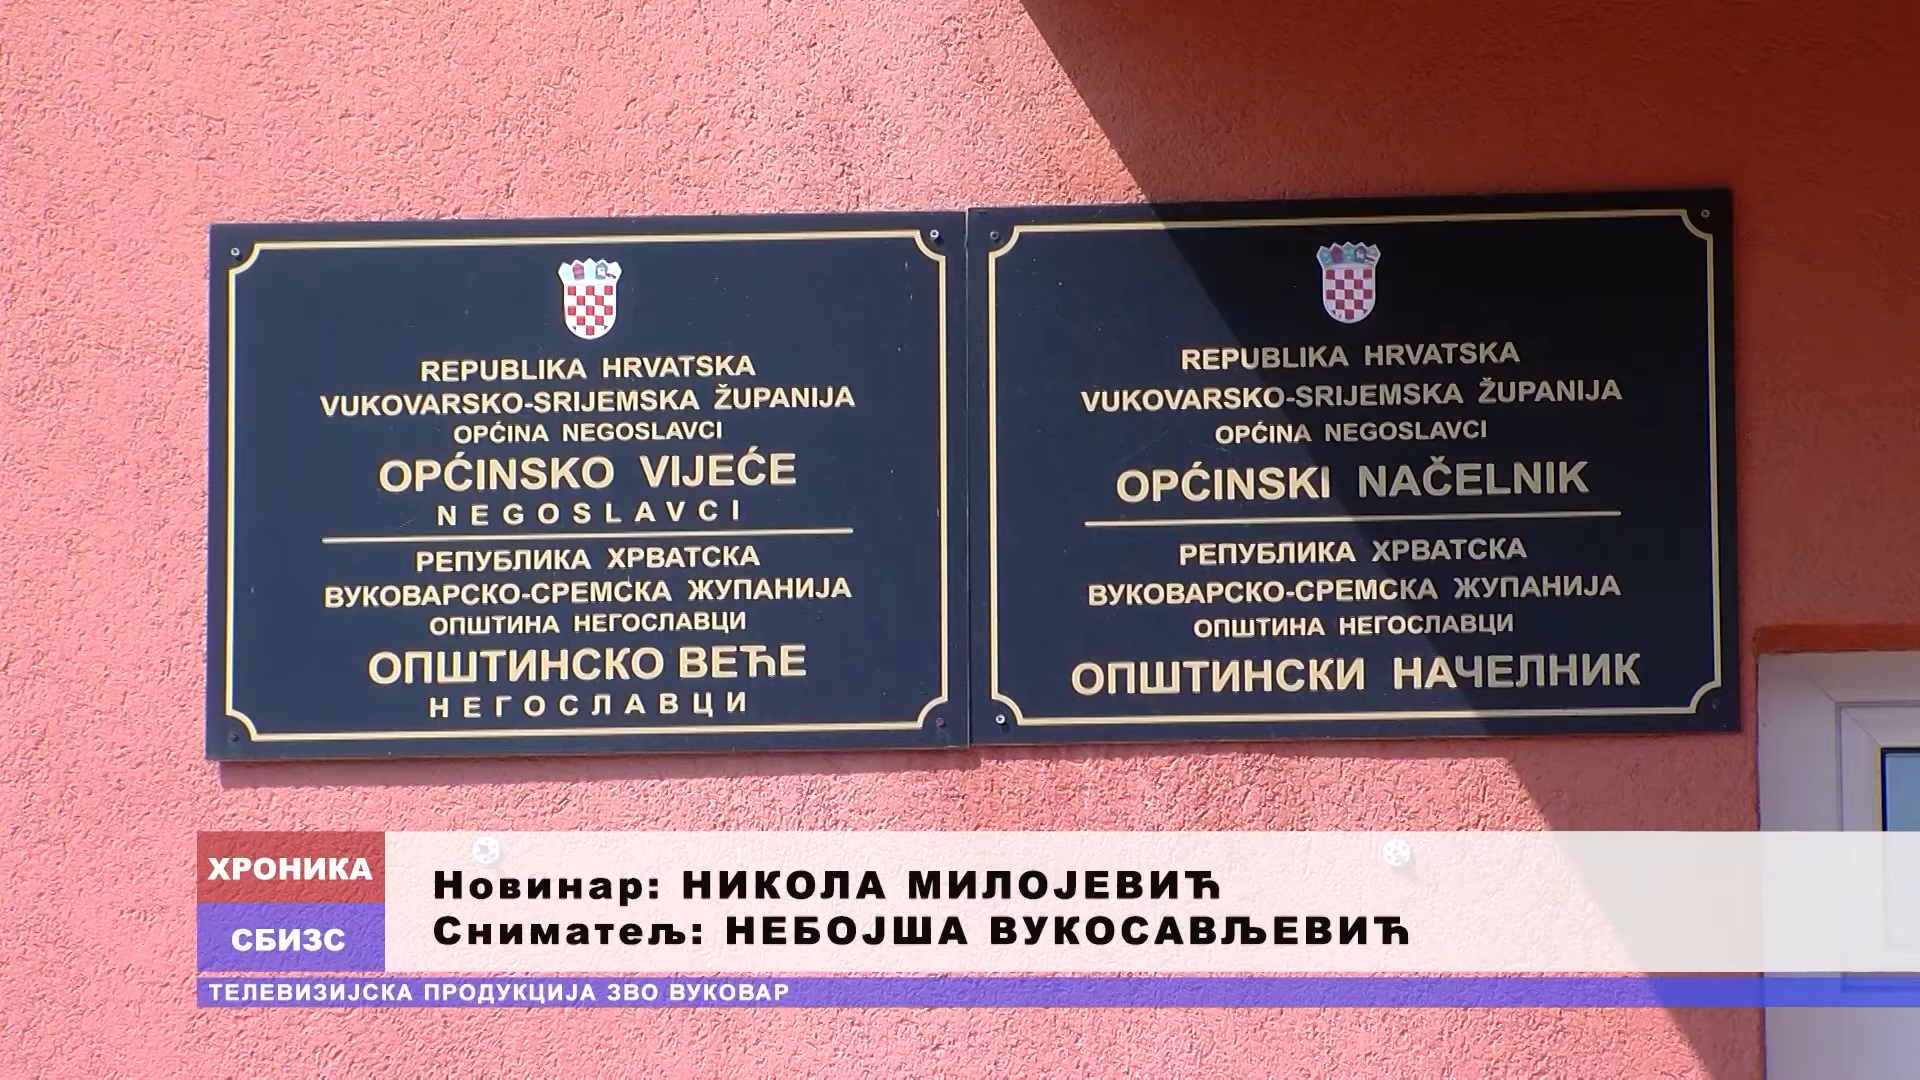 REPUBLIKA HRVATSKA
VUKOVARSKO-SRIJEMSKA ŽUPANIJA
OPĆINA NEGOSLAVCI
OPĆINSKO VIJEĆE
NEGOSLAVCI
РЕПУБЛИКА ХРВАТСКА
ВУКОВАРСКО-СРЕМСКА ЖУПАНИЈА
ОПШТИНА НЕГОСЛАВЦИ
ОПШТИНСКО ВЕЋЕ
НЕГОСЛАВЦИ
REPUBLIKA HRVATSKA
VUKOVARSKO-SRIJEMSKA ŽUPANIJA
OPĆINA NEGOSLAVCI
OPĆINSKI NAČELNIK
РЕПУБЛИКА ХРВАТСКА
ВУКОВАРСКО-СРЕМСКА ЖУПАНИЈА
ОПШТИНА НЕГОСЛАВЦИ
ОПШТИНСКИ НАЧЕЛНИК
ХРОНИКА
СБИЗС
Новинар: НИКОЛА МИЛОЈЕВИЋ
Сниматељ: НЕБОЈША ВУКОСАВЉЕВИЋ
ТЕЛЕВИЗИЈСКА ПРОДУКЦИЈА ЗВО ВУКОВАР